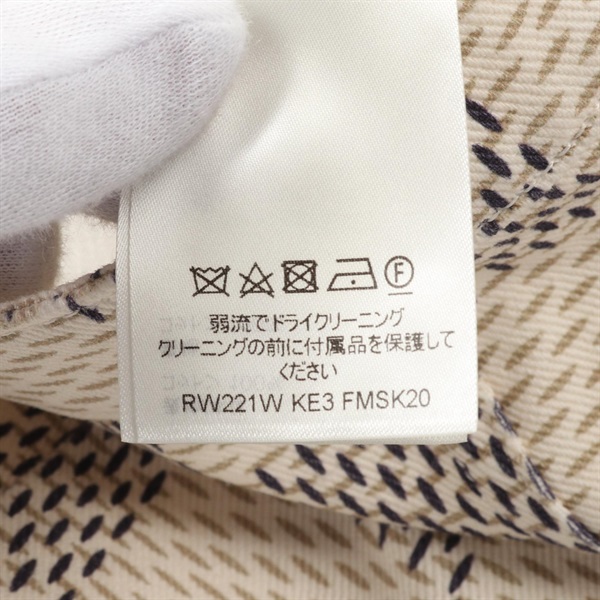 F
弱流でドライクリーニング
クリーニングの前に付属品を保護して
ください
RW221W KE3 FMSK20